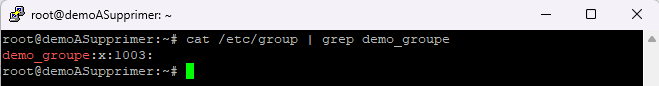 root@demoASupprimer: ~
root@demoASupprimer:~# cat /etc/group | grep demo_groupe
demo_groupe:x:1003:
root@demoASupprimer:~#